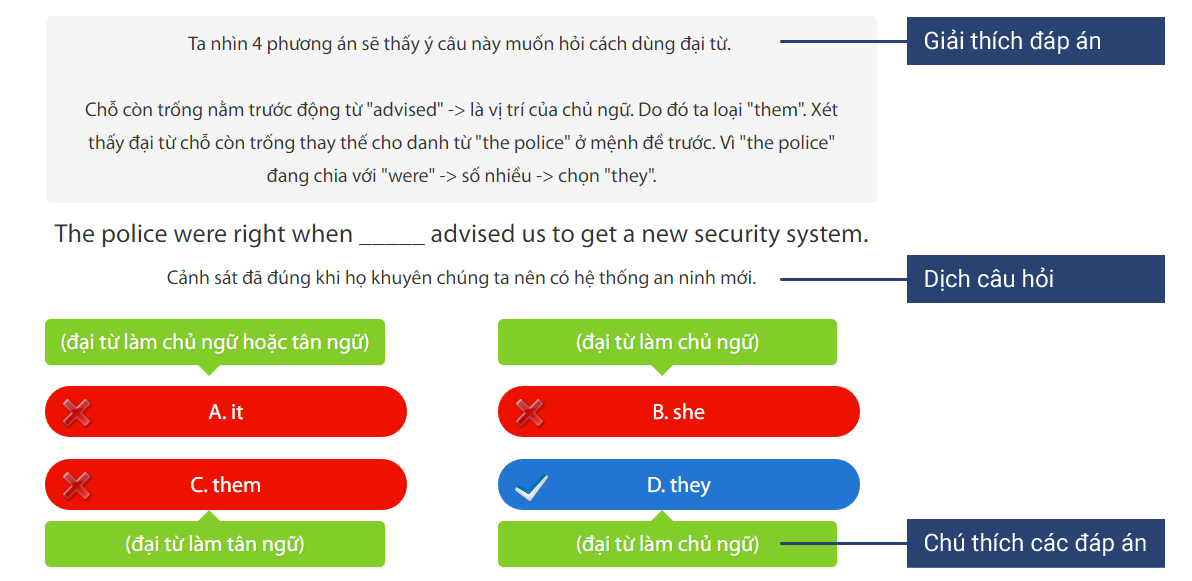 Ta nhìn 4 phương án sẽ thấy ý câu này muốn hỏi cách dùng đại từ.
Giải thích đáp án
Chỗ còn trống nằm trước động từ "advised" -> là vị trí của chủ ngữ. Do đó ta loại "them". Xét
thấy đại từ chỗ còn trống thay thế cho danh từ "the police" ở mệnh đề trước. Vì "the police"
đang chia với "were" -> số nhiều -> chọn "they".
The police were right when _____ advised us to get a new security system.
Cảnh sát đã đúng khi họ khuyên chúng ta nên có hệ thống an ninh mới.
Dịch câu hỏi
(đại từ làm chủ ngữ hoặc tân ngữ)
(đại từ làm chủ ngữ)
A. it
B. she
C. them
D. they
(đại từ làm tân ngữ)
(đại từ làm chủ ngữ)
Chú thích các đáp án